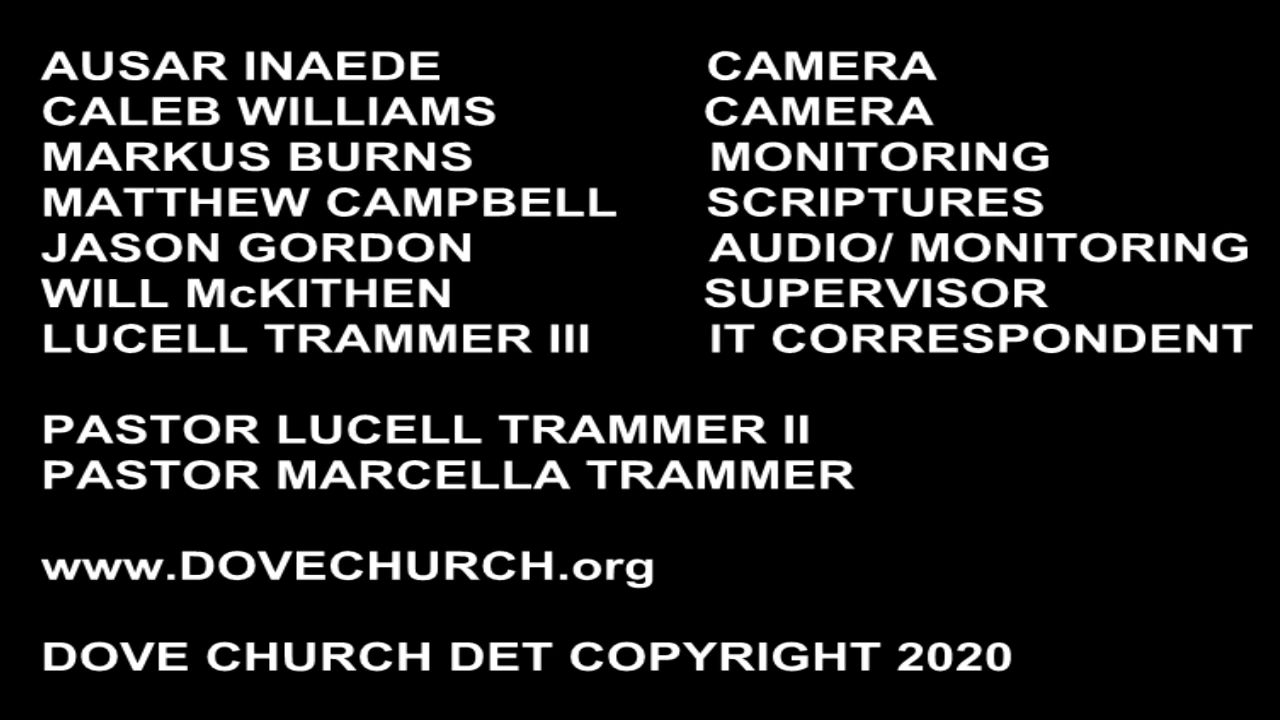 AUSAR INAEDE CAMERA
CALEB WILLIAMS CAMERA
MARKUS BURNS MONITORING
MATTHEW CAMPBELL SCRIPTURES
JASON GORDON AUDIO/ MONITORING
WILL McKITHEN SUPERVISOR
LUCELL TRAMMER III IT CORRESPONDENT
PASTOR LUCELL TRAMMER II
PASTOR MARCELLA TRAMMER
www.DOVECHURCH.org
DOVE CHURCH DET COPYRIGHT 2020